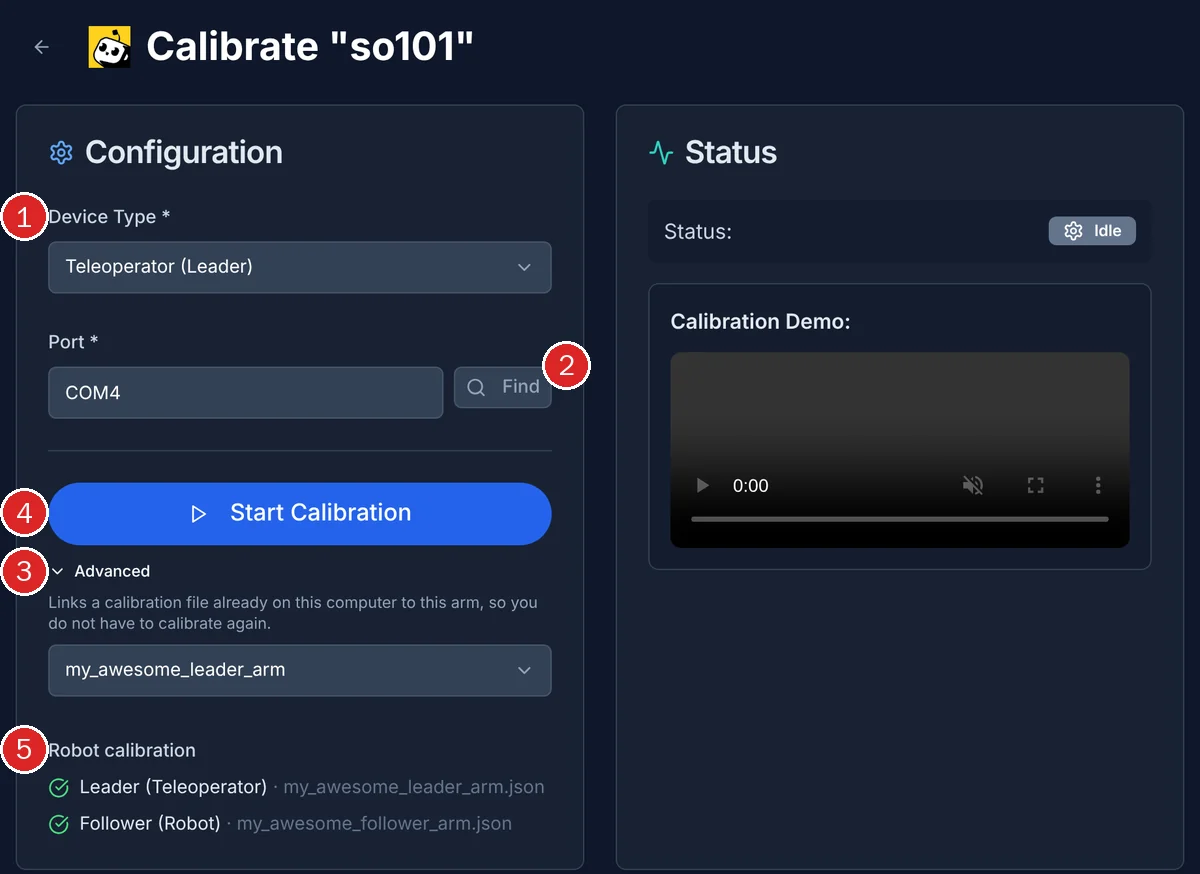 Calibrate "so101"
Configuration
1
Device Type *
Teleoperator (Leader)
Port *
COM4
Find
2
4
Start Calibration
3
Advanced
Links a calibration file already on this computer to this arm, so you
do not have to calibrate again.
my_awesome_leader_arm
5
Robot calibration
Leader (Teleoperator) · my_awesome_leader_arm.json
Follower (Robot) · my_awesome_follower_arm.json
Status
Status:
Idle
Calibration Demo:
0:00